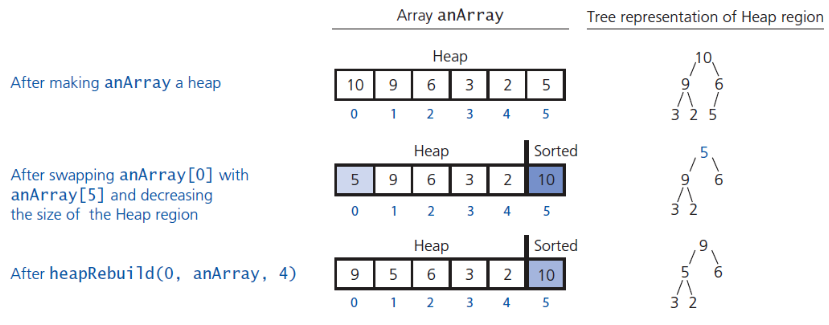 Array anArray
Tree representation of Heap region
After making anArray a heap
Heap
10 9 6 3 2 5
0 1 2 3 4 5
10
9 6
3 2 5
After swapping anArray[0] with
anArray[5] and decreasing
the size of the Heap region
Heap Sorted
5 9 6 3 2 10
0 1 2 3 4 5
5
9 6
3 2
After heapRebuild(0, anArray, 4)
Heap Sorted
9 5 6 3 2 10
0 1 2 3 4 5
9
5 6
3 2